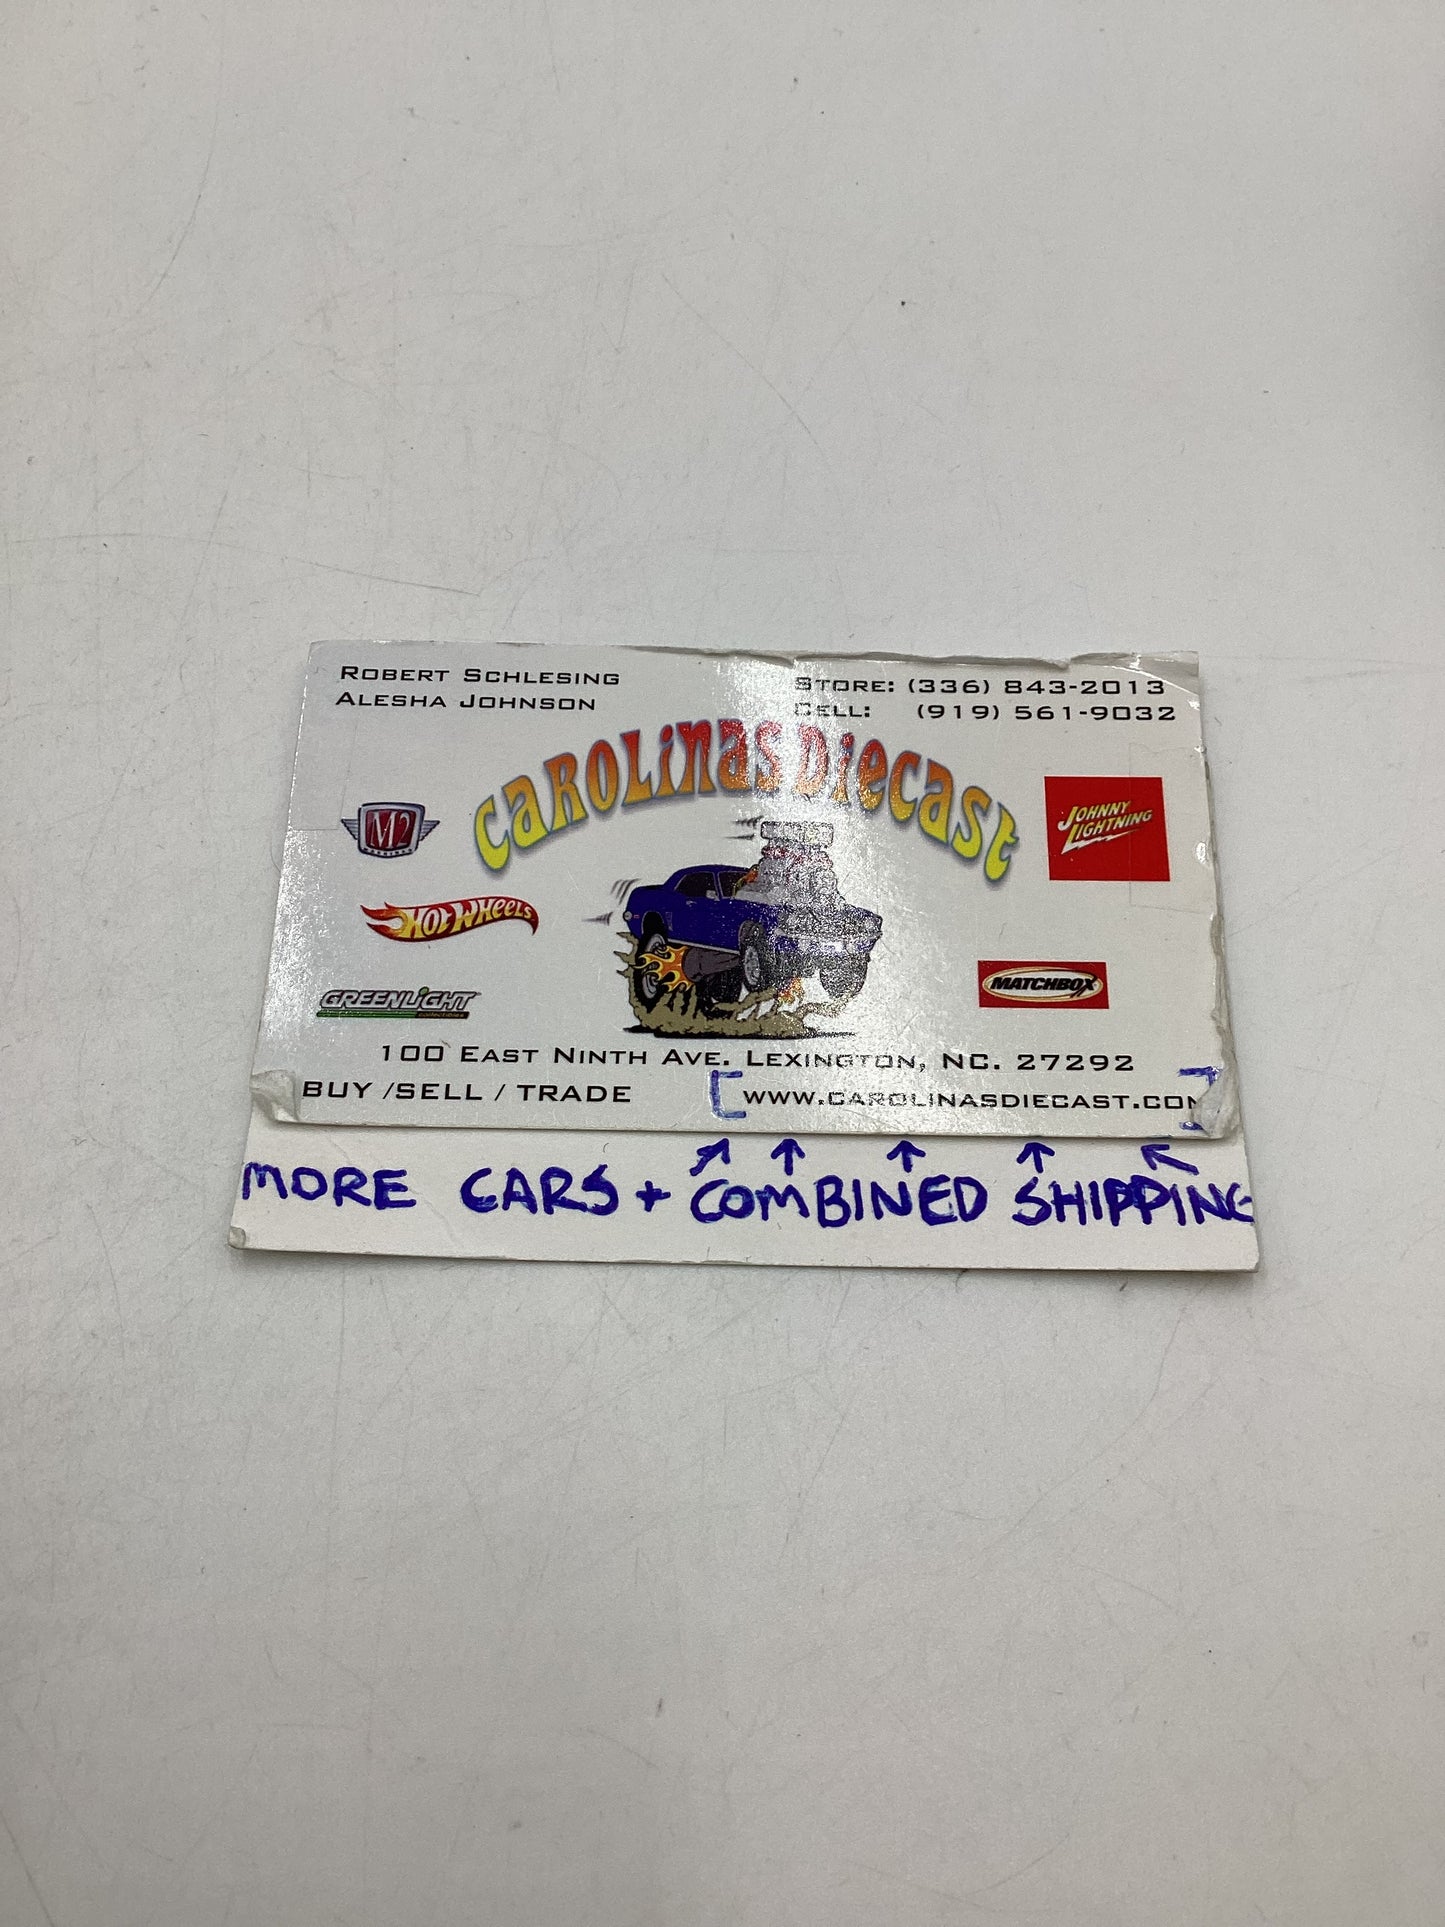 ROBERT SCHLESING
ALESHA JOHNSON
STORE: (336) 843-2013
CELL: (919) 561-9032
CAROLINAS DIECAST
M2
MACHINES
JOHNNY
LIGHTNING
HOT WHEELS
GREENLIGHT
collectibles
MATCHBOX
100 EAST NINTH AVE. LEXINGTON, NC. 27292
BUY /SELL / TRADE [ WWW.CAROLINASDIECAST.COM ]
MORE CARS + COMBINED SHIPPING